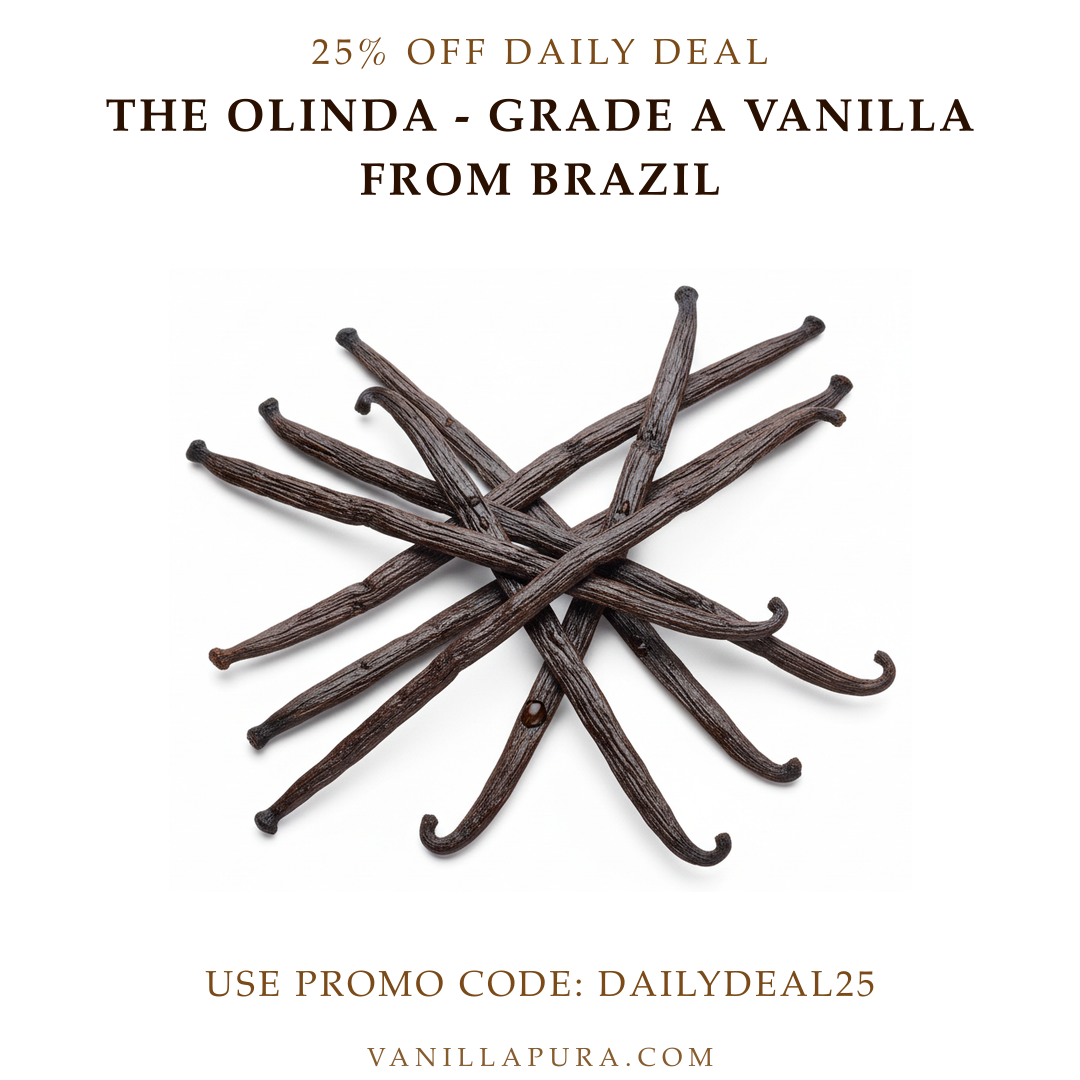 25% OFF DAILY DEAL
THE OLINDA - GRADE A VANILLA
FROM BRAZIL
USE PROMO CODE: DAILYDEAL25
VANILLAPURA.COM